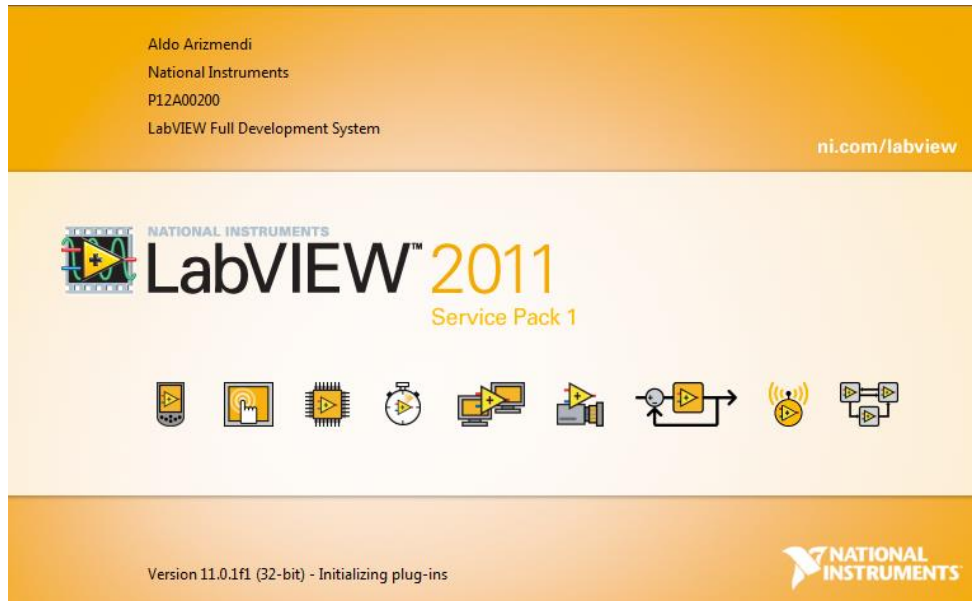 Aldo Arizmendi
National Instruments
P12A00200
LabVIEW Full Development System
ni.com/labview
NATIONAL INSTRUMENTS
LabVIEW™ 2011
Service Pack 1
Version 11.0.1f1 (32-bit) - Initializing plug-ins
NATIONAL
INSTRUMENTS